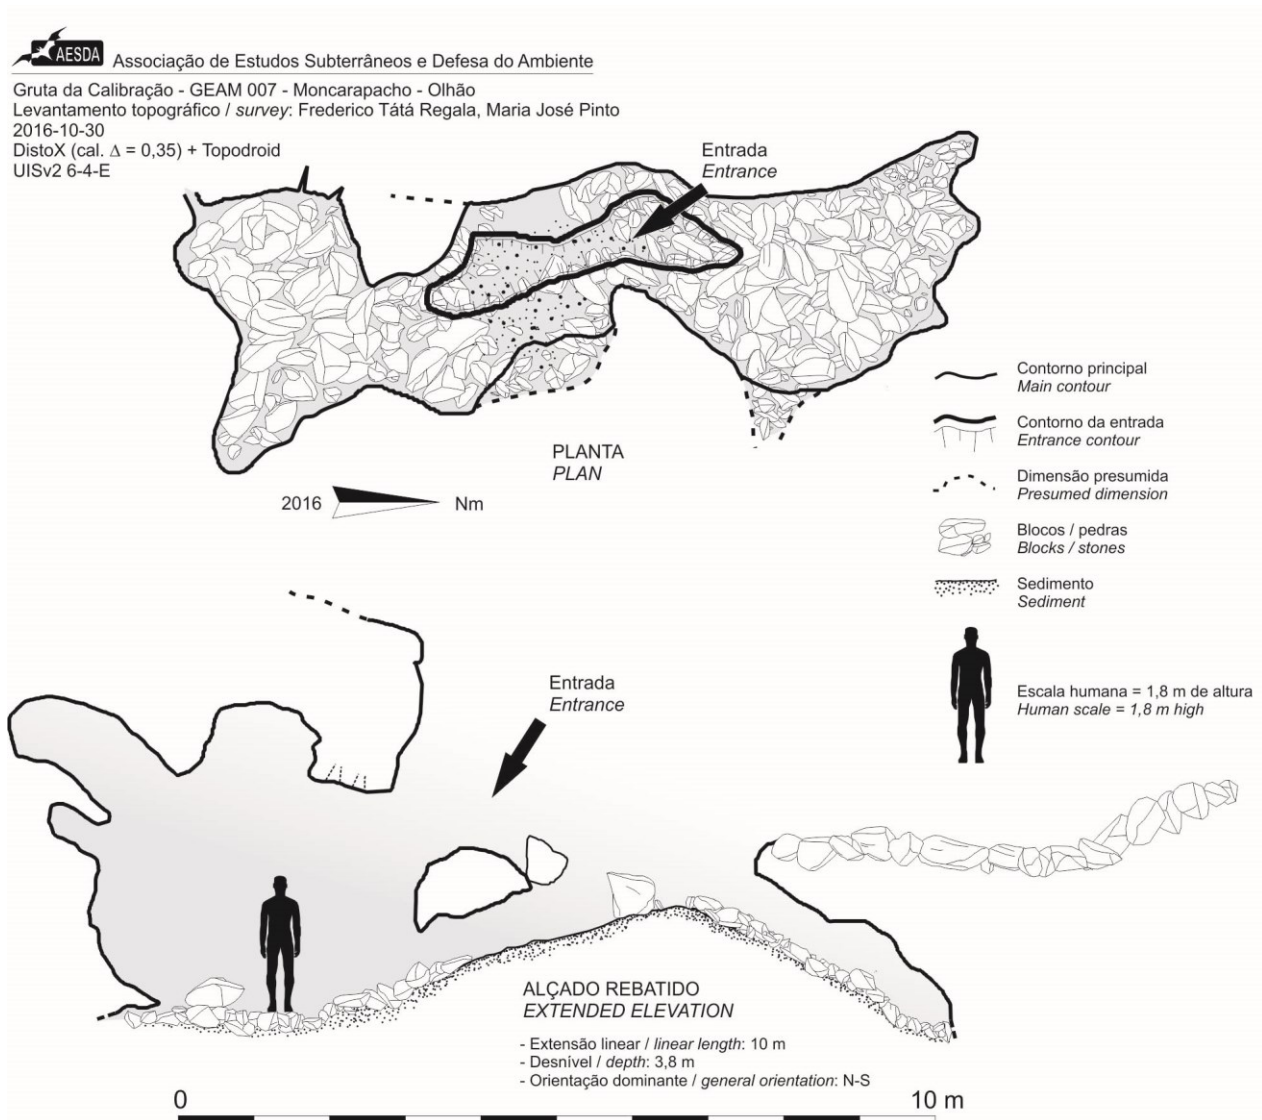 AESDA Associação de Estudos Subterrâneos e Defesa do Ambiente
Gruta da Calibração - GEAM 007 - Moncarapacho - Olhão
Levantamento topográfico / survey: Frederico Tátá Regala, Maria José Pinto
2016-10-30
DistoX (cal. Δ = 0,35) + Topodroid
UISv2 6-4-E
Entrada
Entrance
PLANTA
PLAN
2016 Nm
Contorno principal
Main contour
Contorno da entrada
Entrance contour
Dimensão presumida
Presumed dimension
Blocos / pedras
Blocks / stones
Sedimento
Sediment
Escala humana = 1,8 m de altura
Human scale = 1,8 m high
Entrada
Entrance
ALÇADO REBATIDO
EXTENDED ELEVATION
- Extensão linear / linear length: 10 m
- Desnível / depth: 3,8 m
- Orientação dominante / general orientation: N-S
0 10 m